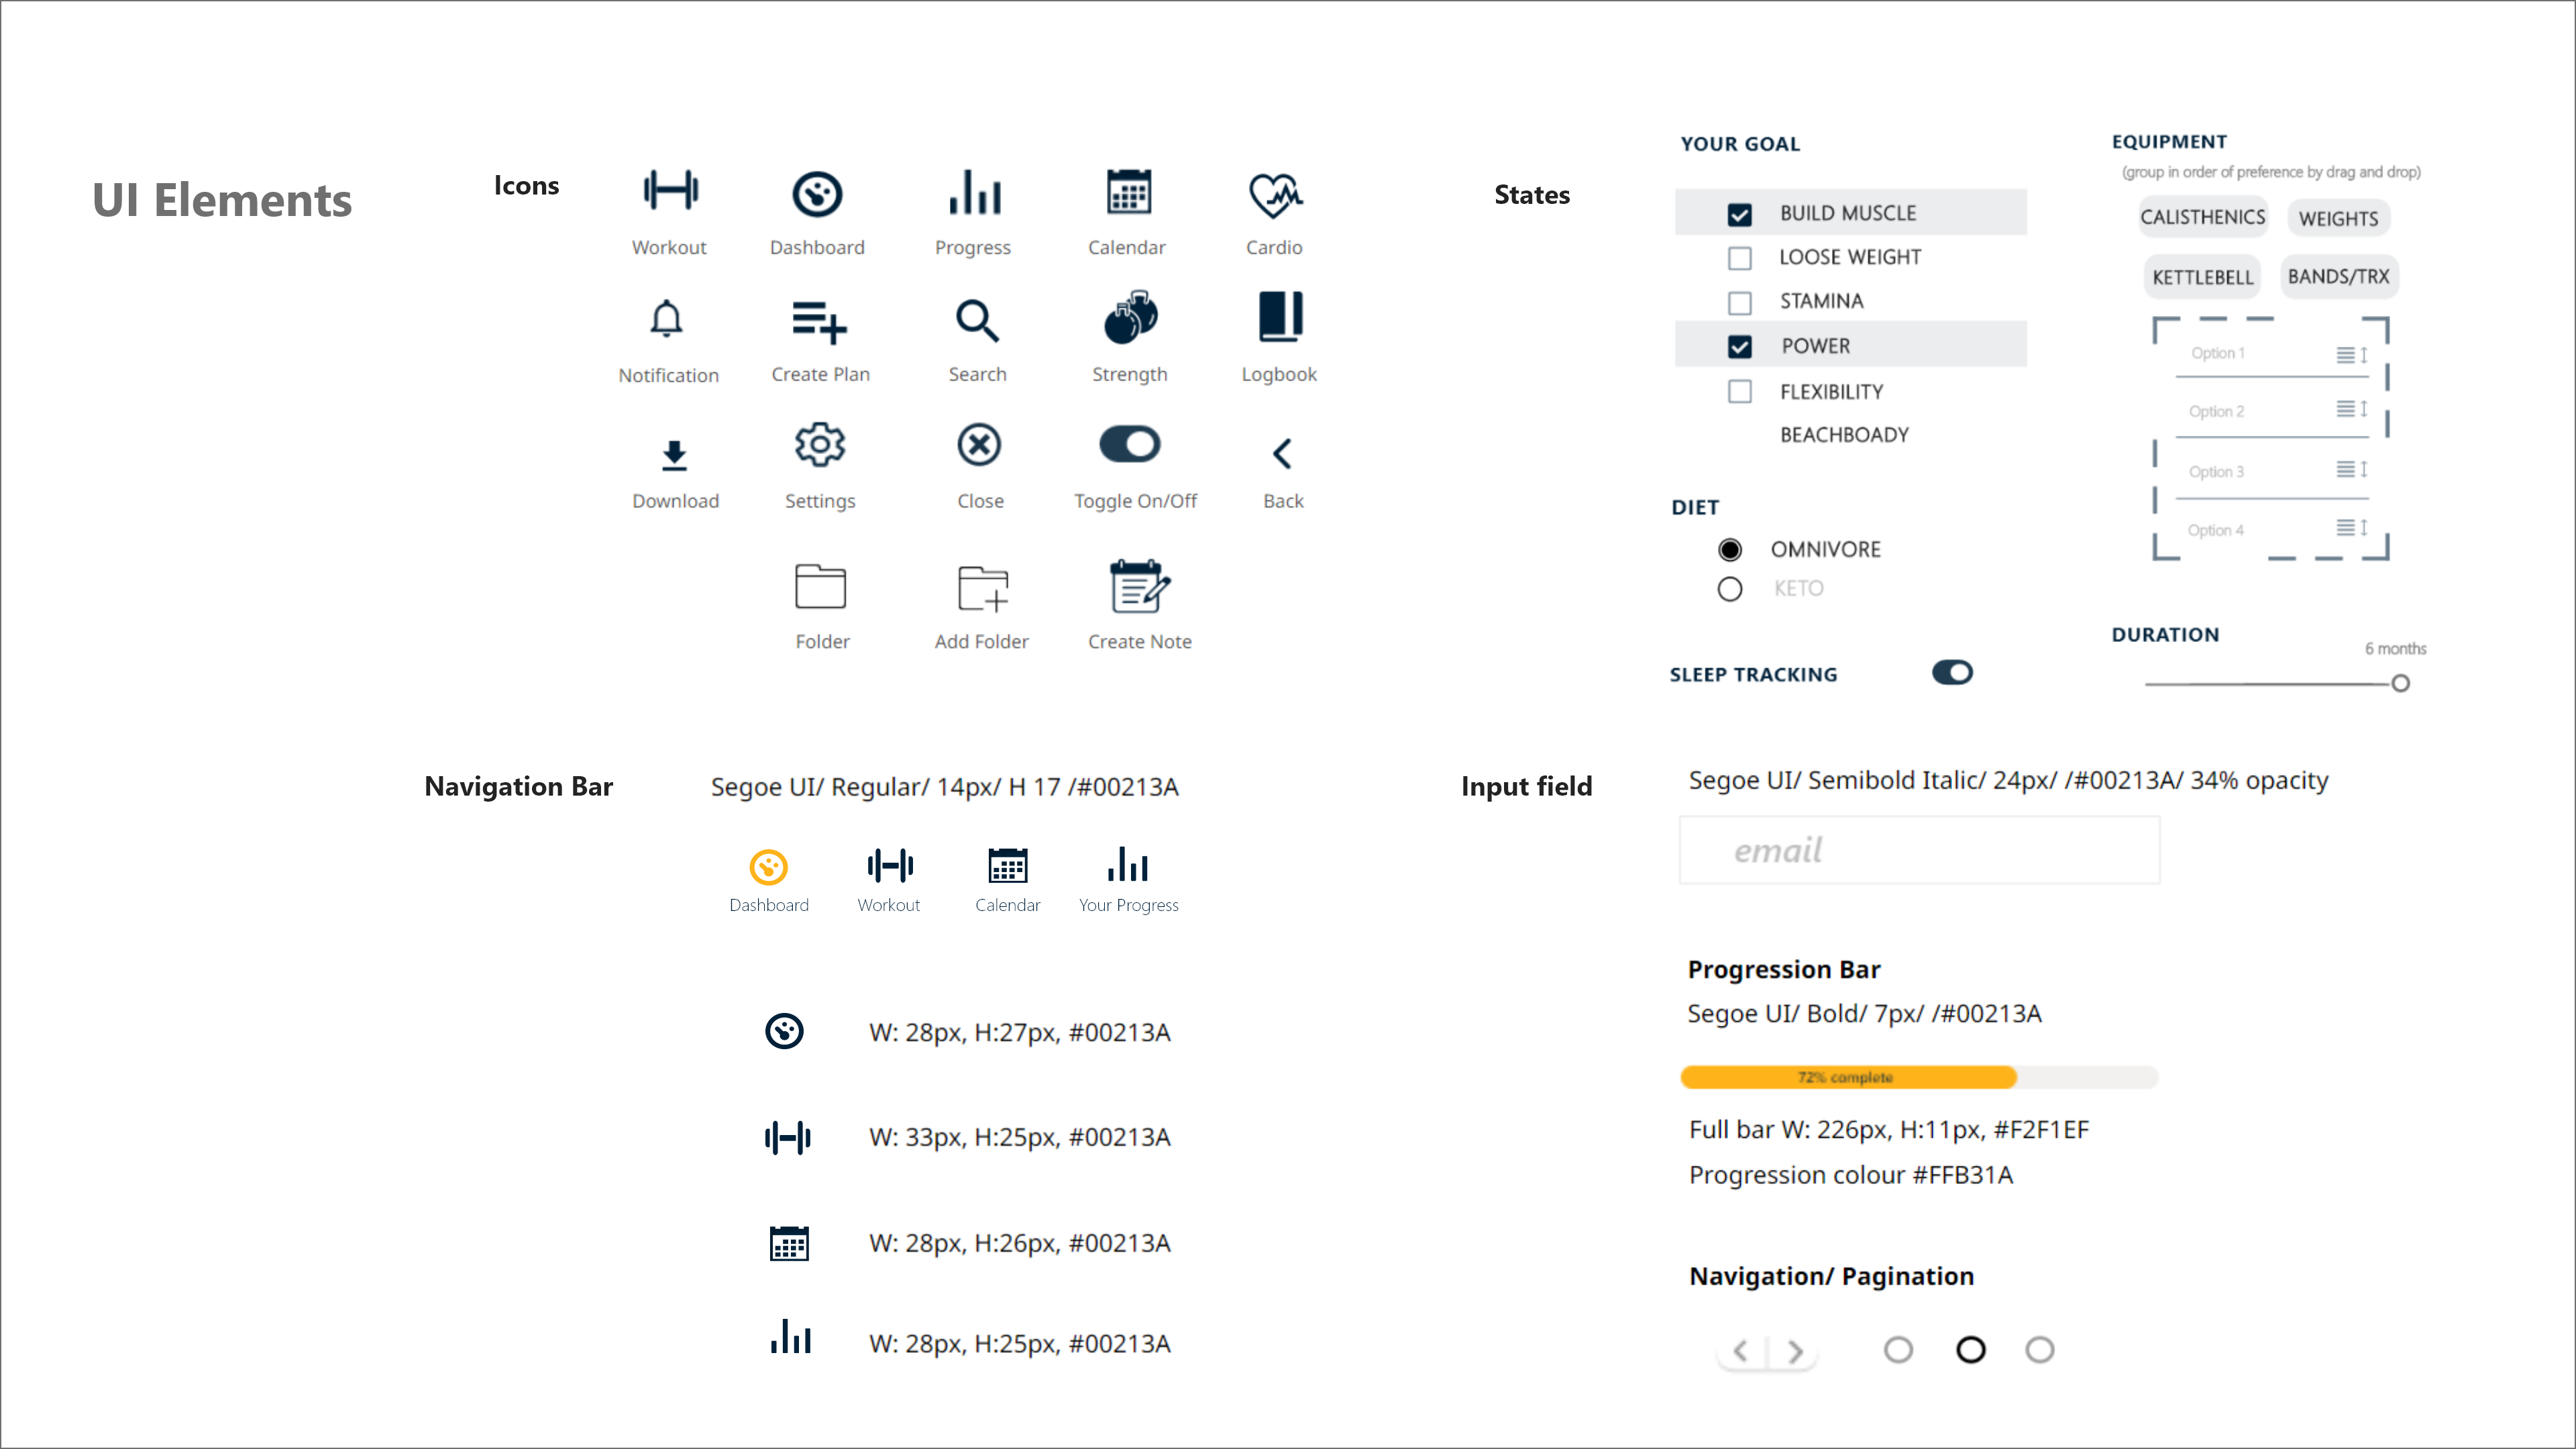 UI Elements
Icons
Workout
Dashboard
Progress
Calendar
Cardio
Notification
Create Plan
Search
Strength
Logbook
Download
Settings
Close
Toggle On/Off
Back
Folder
Add Folder
Create Note
States
YOUR GOAL
BUILD MUSCLE
LOOSE WEIGHT
STAMINA
POWER
FLEXIBILITY
BEACHBOADY
DIET
OMNIVORE
KETO
SLEEP TRACKING
EQUIPMENT
(group in order of preference by drag and drop)
CALISTHENICS
WEIGHTS
KETTLEBELL
BANDS/TRX
Option 1
Option 2
Option 3
Option 4
DURATION
6 months
Navigation Bar
Segoe UI/ Regular/ 14px/ H 17 /#00213A
Dashboard
Workout
Calendar
Your Progress
W: 28px, H:27px, #00213A
W: 33px, H:25px, #00213A
W: 28px, H:26px, #00213A
W: 28px, H:25px, #00213A
Input field
Segoe UI/ Semibold Italic/ 24px/ /#00213A/ 34% opacity
email
Progression Bar
Segoe UI/ Bold/ 7px/ /#00213A
72% complete
Full bar W: 226px, H:11px, #F2F1EF
Progression colour #FFB31A
Navigation/ Pagination